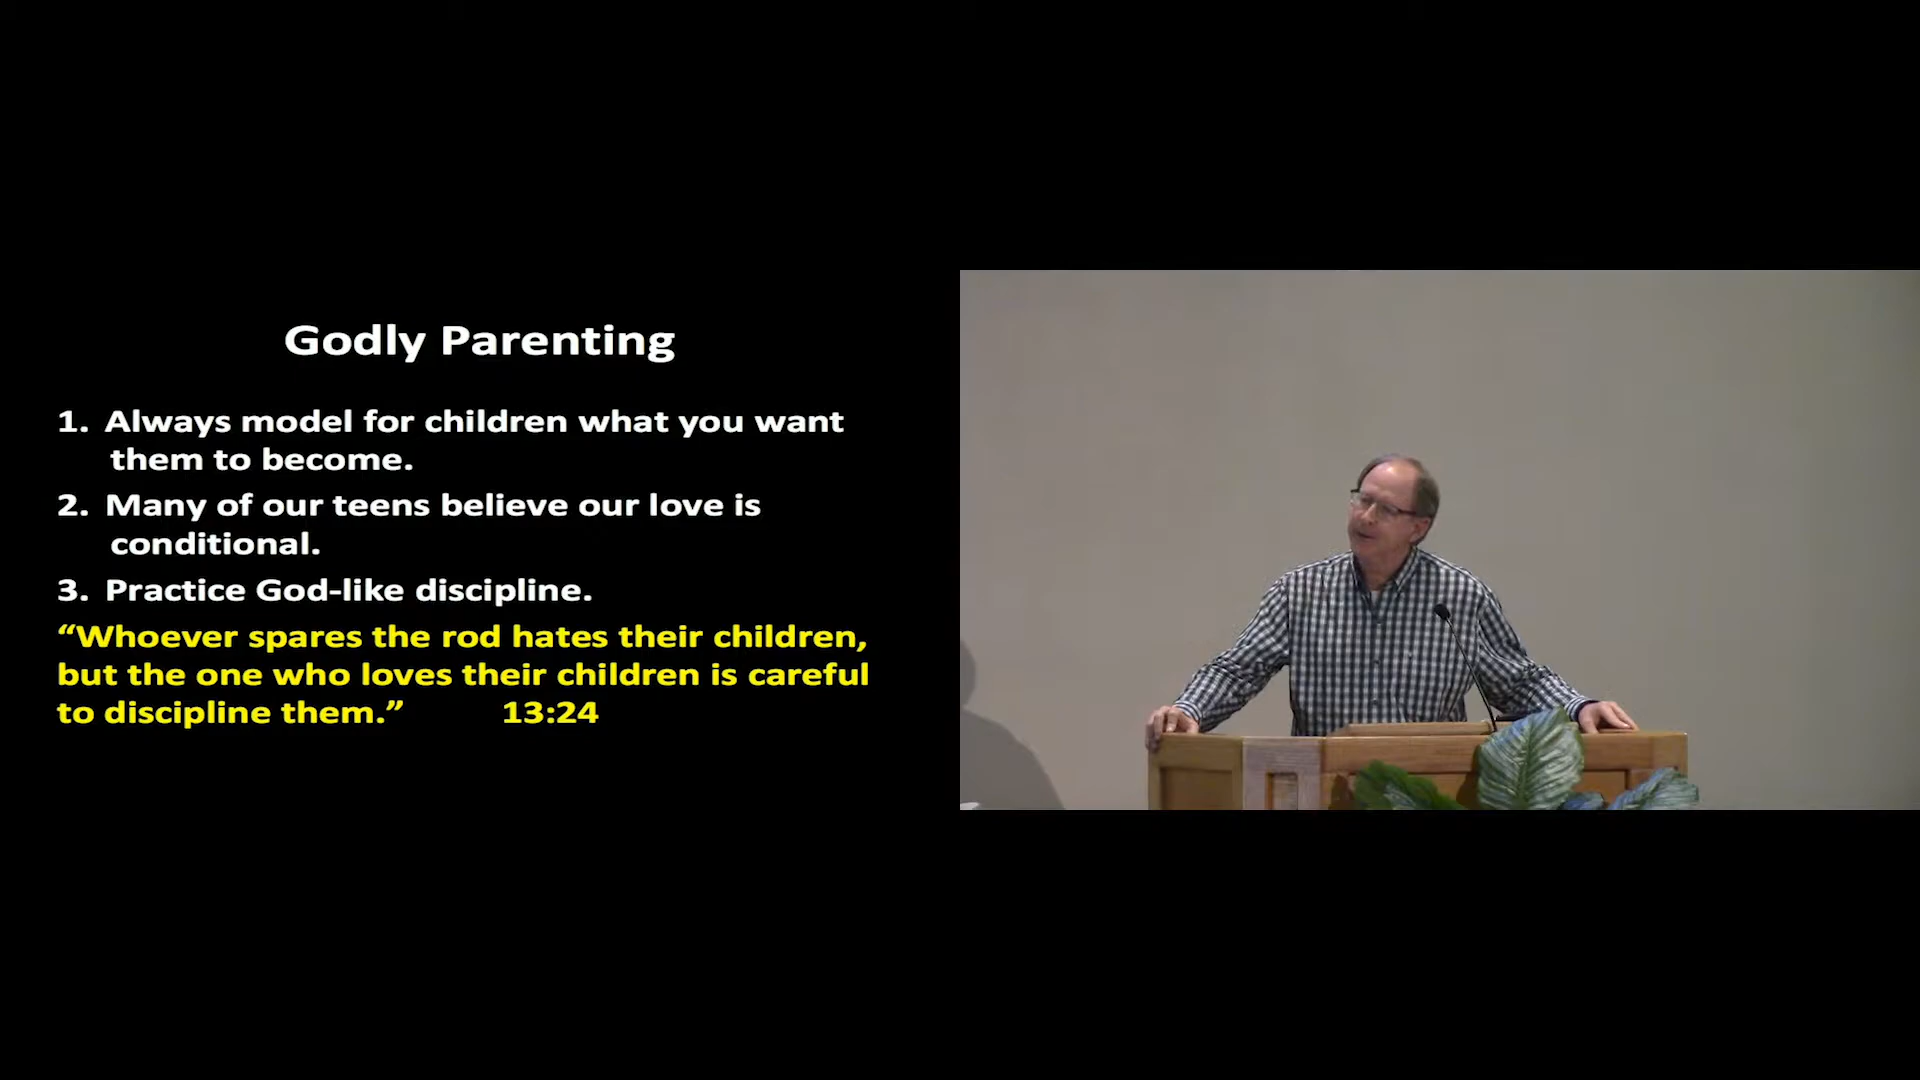 Godly Parenting
1. Always model for children what you want
them to become.
2. Many of our teens believe our love is
conditional.
3. Practice God-like discipline.
“Whoever spares the rod hates their children,
but the one who loves their children is careful
to discipline them.” 13:24